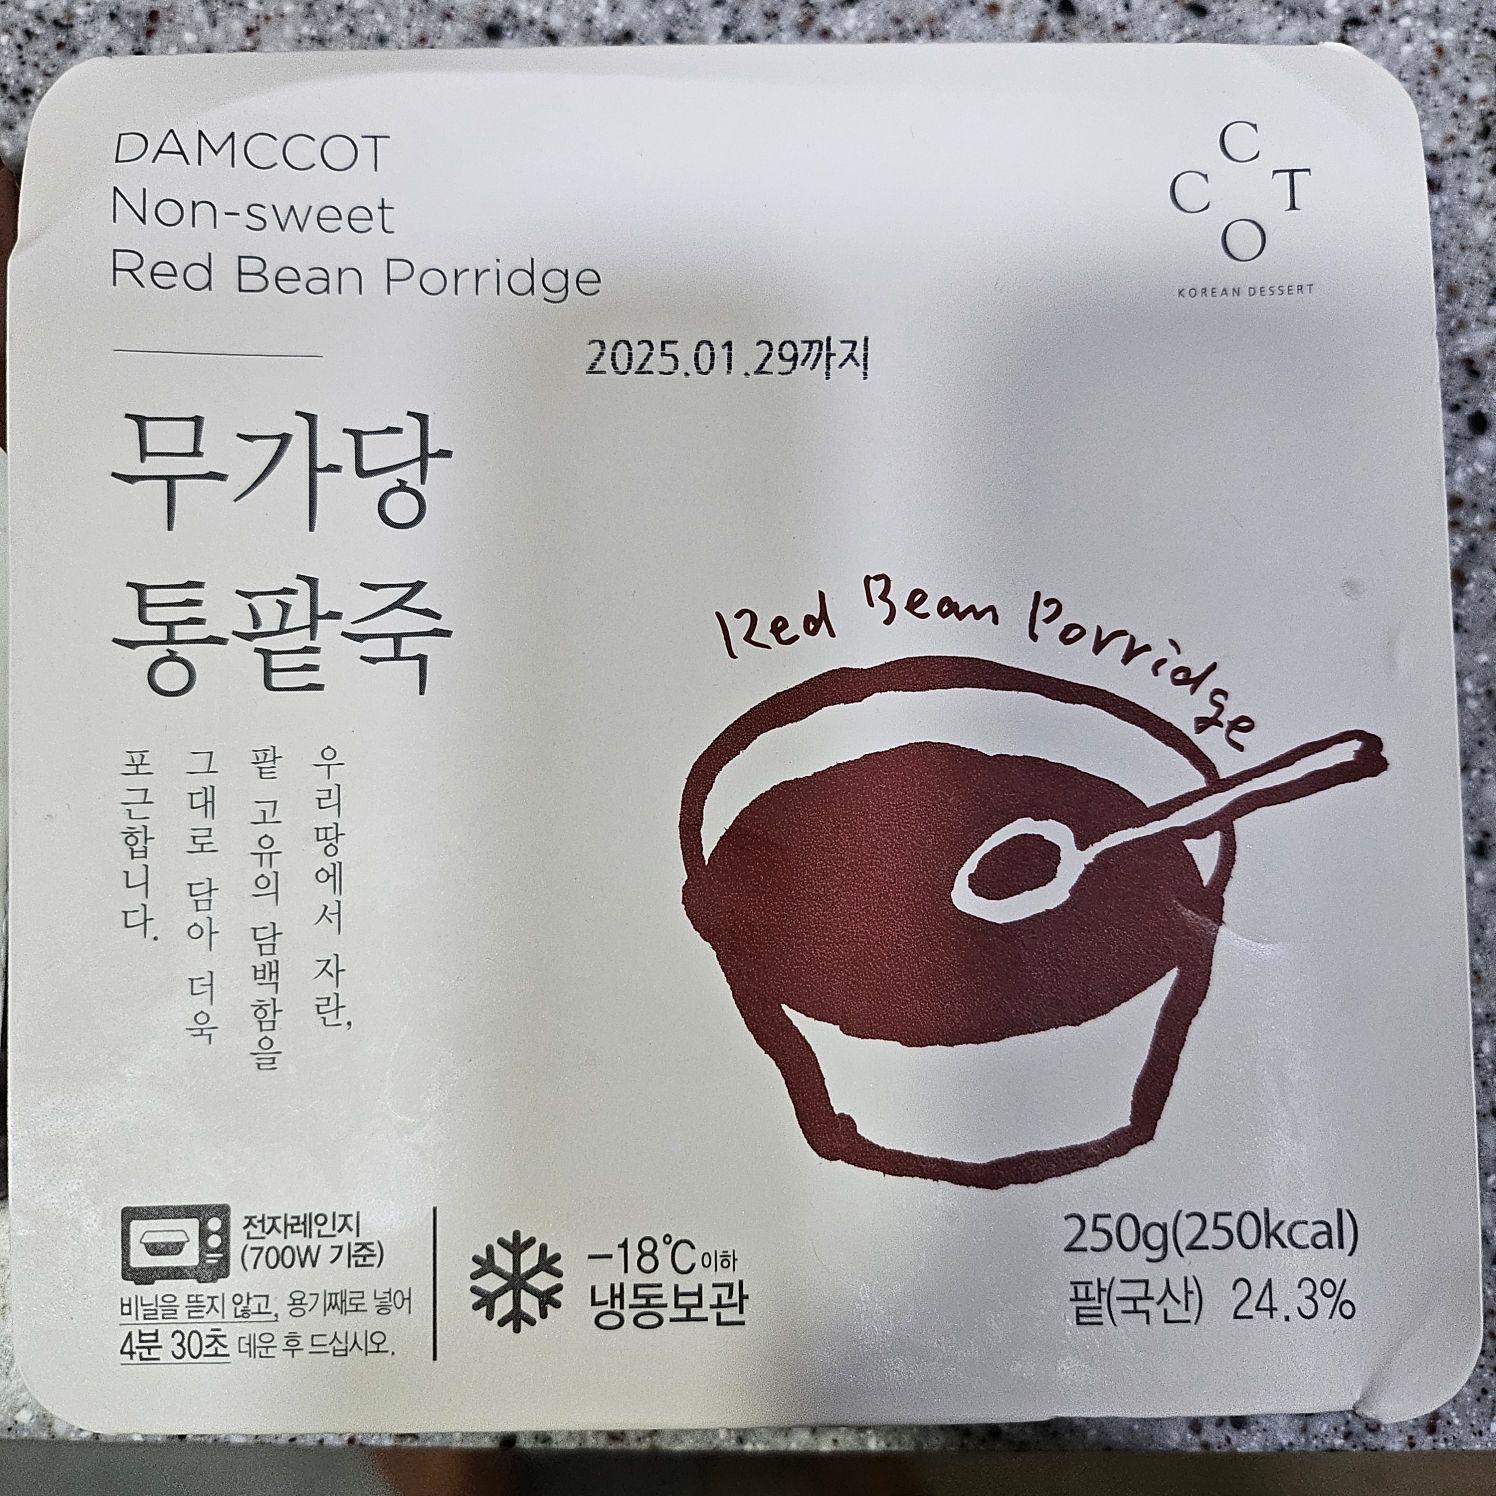 DAMCCOT
Non-sweet
Red Bean Porridge
C
C T
O
KOREAN DESSERT
2025.01.29까지
무가당
통팥죽
우리땅에서 자란,
팥 고유의 담백함을
그대로 담아 더욱
포근합니다.
Red Bean Porridge
전자레인지
(700W 기준)
비닐을 뜯지 않고, 용기째로 넣어
4분 30초 데운 후 드십시오.
-18℃이하
냉동보관
250g(250kcal)
팥(국산) 24.3%